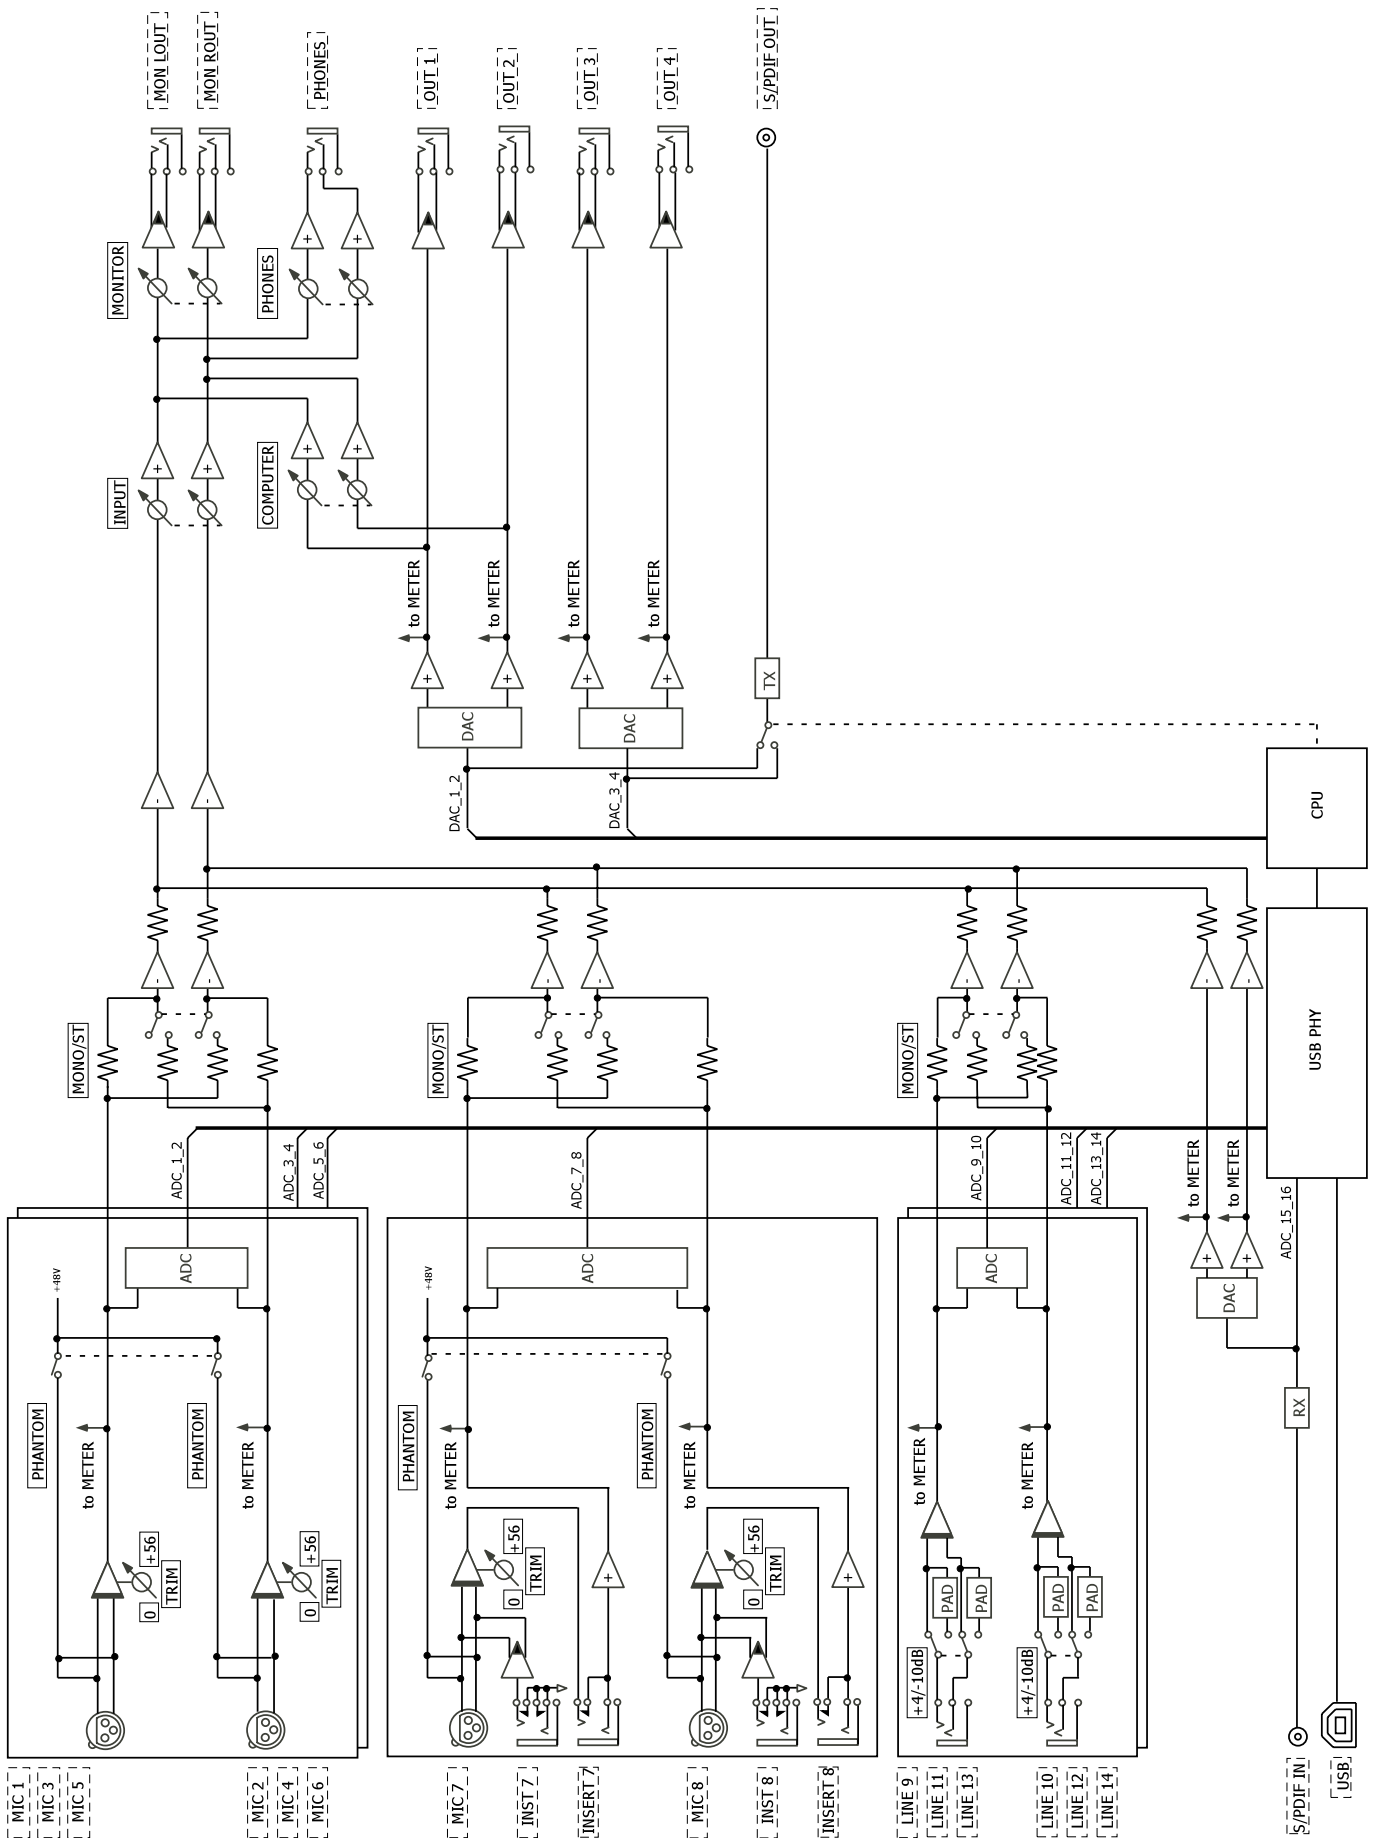 MON LOUT
MON ROUT
PHONES
OUT 1
OUT 2
OUT 3
OUT 4
S/PDIF OUT
MONITOR
PHONES
+
+
INPUT
+
+
COMPUTER
+
+
to METER
to METER
to METER
to METER
+
+
+
+
TX
DAC
DAC
DAC_1_2
DAC_3_4
-
-
CPU
-
-
-
-
-
-
-
-
MONO/ST
MONO/ST
MONO/ST
USB PHY
ADC_1_2
ADC_3_4
ADC_5_6
ADC_7_8
ADC_9_10
ADC_11_12
ADC_13_14
to METER
to METER
ADC_15_16
+48V
ADC
+48V
ADC
ADC
+
+
DAC
RX
PHANTOM
to METER
PHANTOM
to METER
PHANTOM
to METER
PHANTOM
to METER
to METER
to METER
0
+56
TRIM
0
+56
TRIM
0
+56
TRIM
+
0
+56
TRIM
+
PAD
PAD
+4/-10dB
PAD
PAD
+4/-10dB
MIC 1
MIC 3
MIC 5
MIC 2
MIC 4
MIC 6
MIC 7
INST 7
INSERT 7
MIC 8
INST 8
INSERT 8
LINE 9
LINE 11
LINE 13
LINE 10
LINE 12
LINE 14
S/PDIF IN
USB